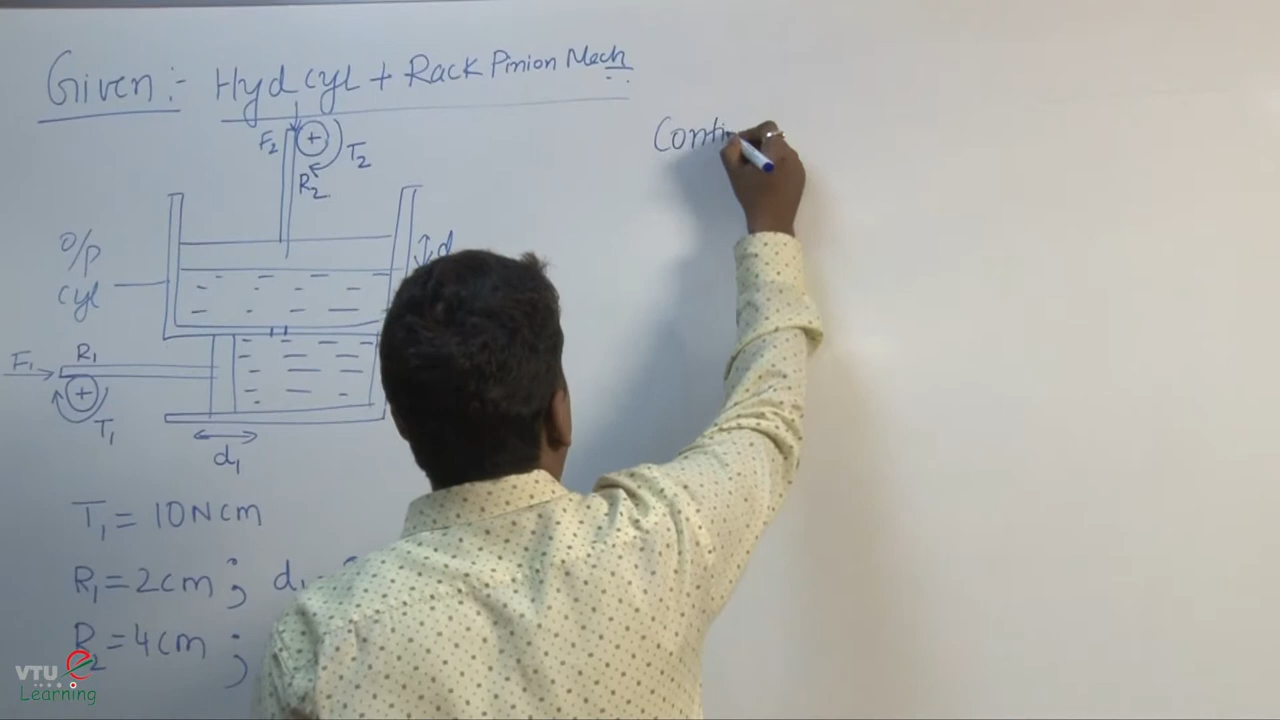 Given :- Hyd Cyl + Rack Pinion Mech
Conti
F2
T2
R2
O/P
Cyl
d
F1
R1
T1
d1
T1 = 10 N cm
R1 = 2 cm ; d1
R2 = 4 cm ;
VTU e
Learning